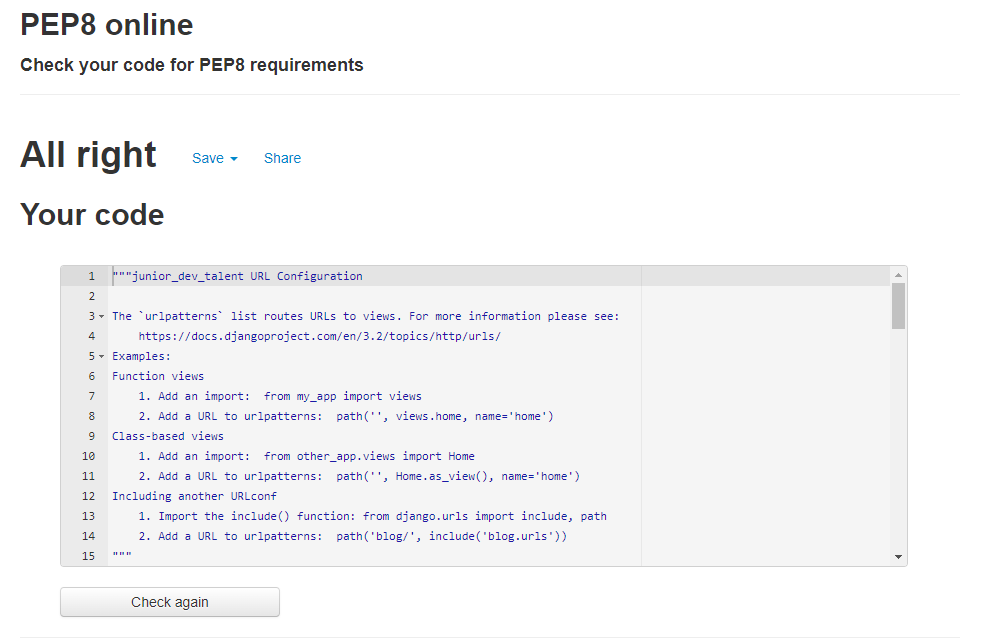 PEP8 online
Check your code for PEP8 requirements
All right Save Share
Your code
1 """junior_dev_talent URL Configuration
2
3 The `urlpatterns` list routes URLs to views. For more information please see:
4     https://docs.djangoproject.com/en/3.2/topics/http/urls/
5 Examples:
6 Function views
7     1. Add an import:  from my_app import views
8     2. Add a URL to urlpatterns:  path('', views.home, name='home')
9 Class-based views
10     1. Add an import:  from other_app.views import Home
11     2. Add a URL to urlpatterns:  path('', Home.as_view(), name='home')
12 Including another URLconf
13     1. Import the include() function: from django.urls import include, path
14     2. Add a URL to urlpatterns:  path('blog/', include('blog.urls'))
15 """
Check again